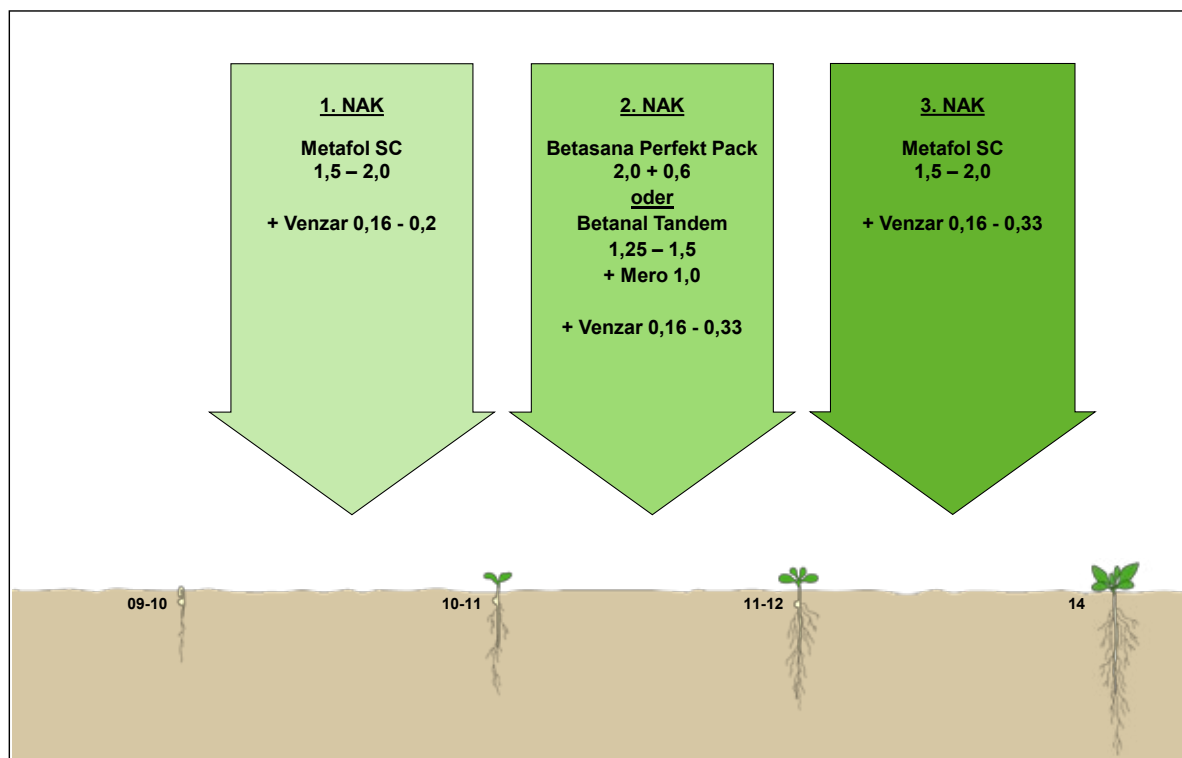 1. NAK
Metafol SC
1,5 – 2,0
+ Venzar 0,16 - 0,2
2. NAK
Betasana Perfekt Pack
2,0 + 0,6
oder
Betanal Tandem
1,25 – 1,5
+ Mero 1,0
+ Venzar 0,16 - 0,33
3. NAK
Metafol SC
1,5 – 2,0
+ Venzar 0,16 - 0,33
09-10
10-11
11-12
14